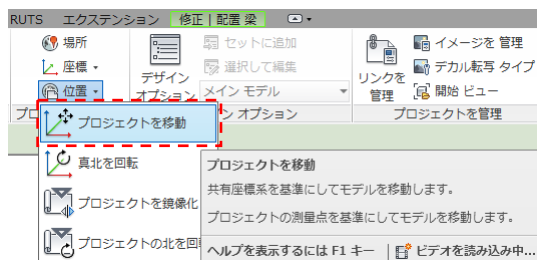 RUTS エクステンション 修正 | 配置 梁
場所 セットに追加 イメージを 管理
座標 デザイン オプション 選択して編集 リンクを 管理 デカル転写 タイプ
位置 メイン モデル 開始 ビュー
ン オプション プロジェクトを管理
プロジェクトを移動
真北を回転
プロジェクトを鏡像化
プロジェクトの北を回
プロジェクトを移動
共有座標系を基準にしてモデルを移動します。
プロジェクトの測量点を基準にしてモデルを移動します。
ヘルプを表示するには F1 キー ビデオを読み込み中...